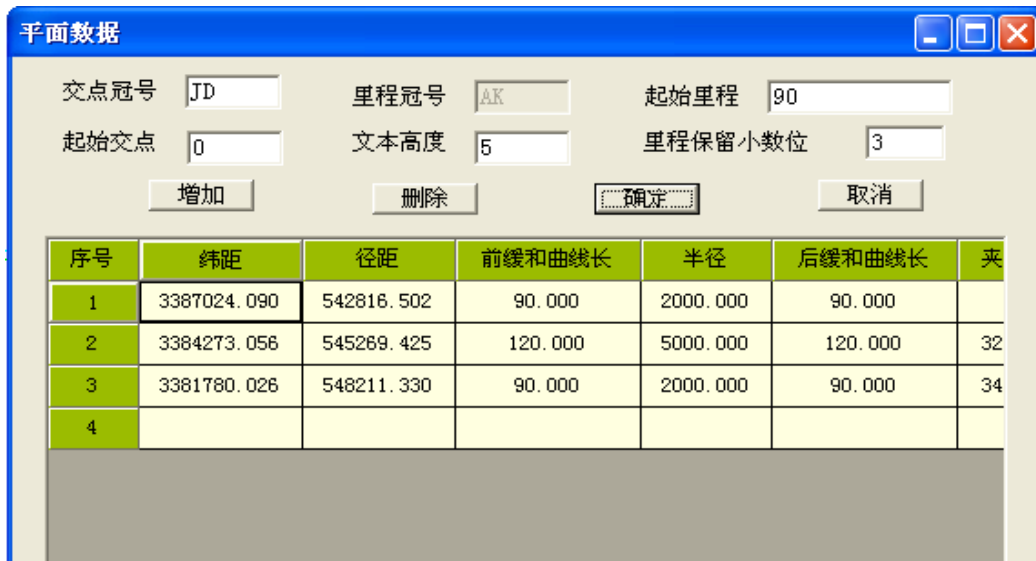 平面数据
交点冠号 JD 里程冠号 AK 起始里程 90
起始交点 0 文本高度 5 里程保留小数位 3
增加 删除 确定 取消
序号 纬距 径距 前缓和曲线长 半径 后缓和曲线长 夹
1 3387024.090 542816.502 90.000 2000.000 90.000
2 3384273.056 545269.425 120.000 5000.000 120.000 32
3 3381780.026 548211.330 90.000 2000.000 90.000 34
4